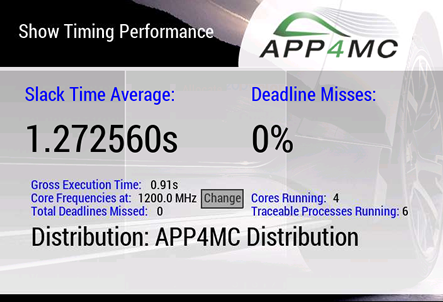 Show Timing Performance
APP4MC
Slack Time Average: Deadline Misses:
1.272560s 0%
Gross Execution Time: 0.91s
Core Frequencies at: 1200.0 MHz Change Cores Running: 4
Total Deadlines Missed: 0 Traceable Processes Running: 6
Distribution: APP4MC Distribution